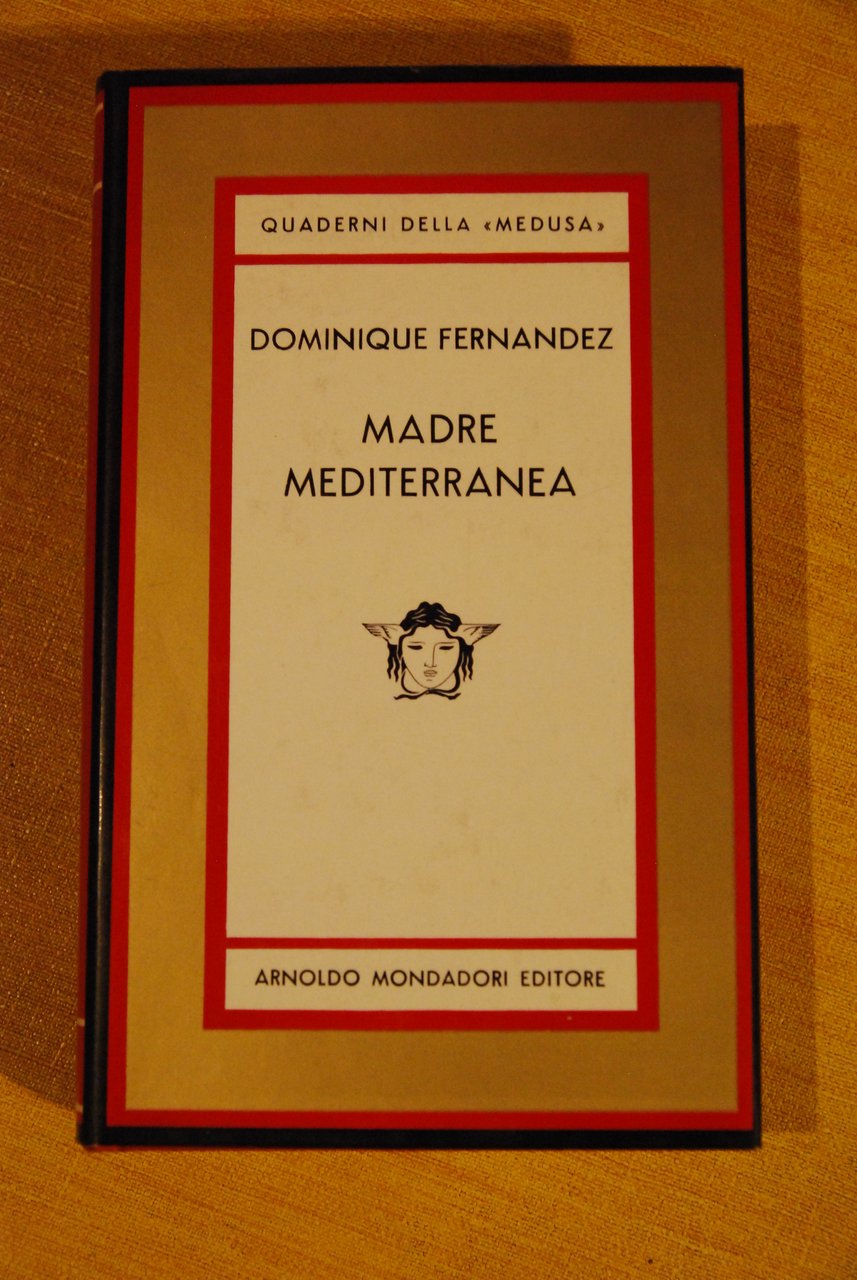 QUADERNI DELLA «MEDUSA»
DOMINIQUE FERNANDEZ
MADRE
MEDITERRANEA
ARNOLDO MONDADORI EDITORE